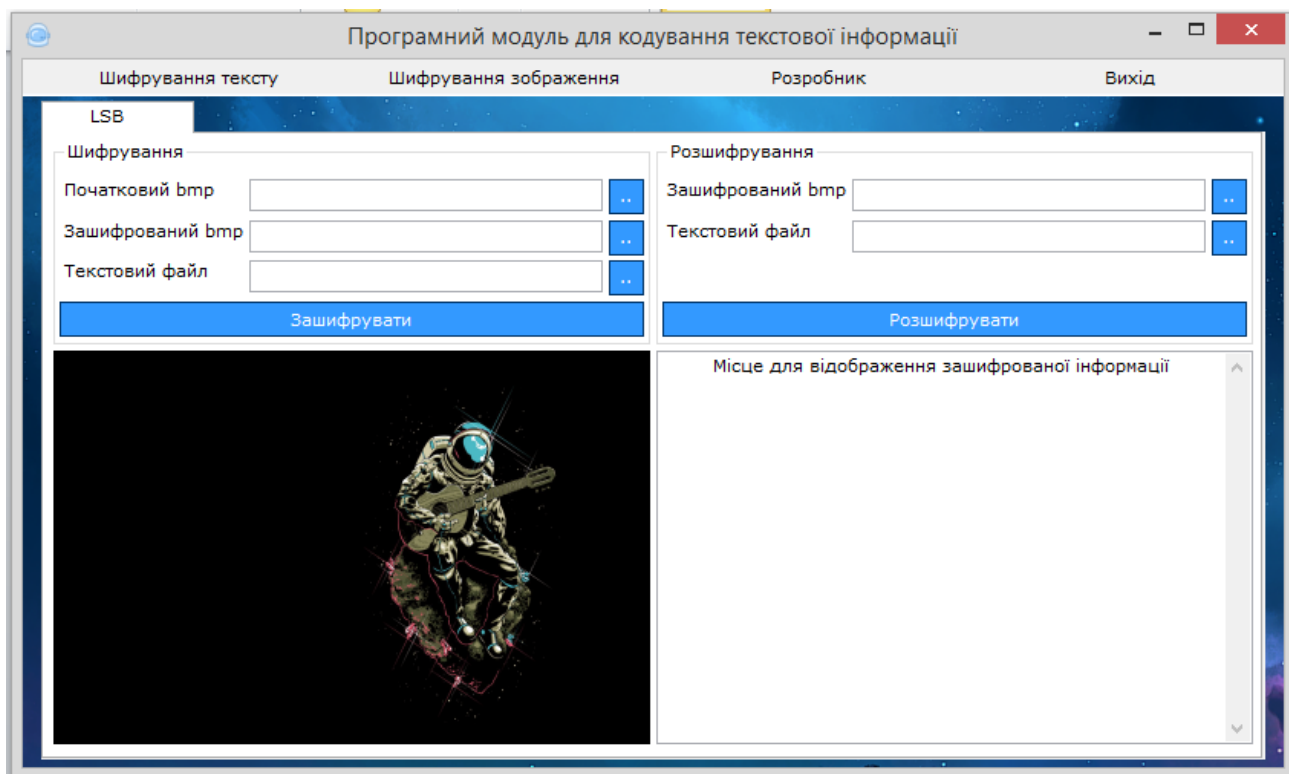 Програмний модуль для кодування текстової інформації
Шифрування тексту Шифрування зображення Розробник Вихід
LSB
Шифрування
Початковий bmp ..
Зашифрований bmp ..
Текстовий файл ..
Зашифрувати
Розшифрування
Зашифрований bmp ..
Текстовий файл ..
Розшифрувати
Місце для відображення зашифрованої інформації